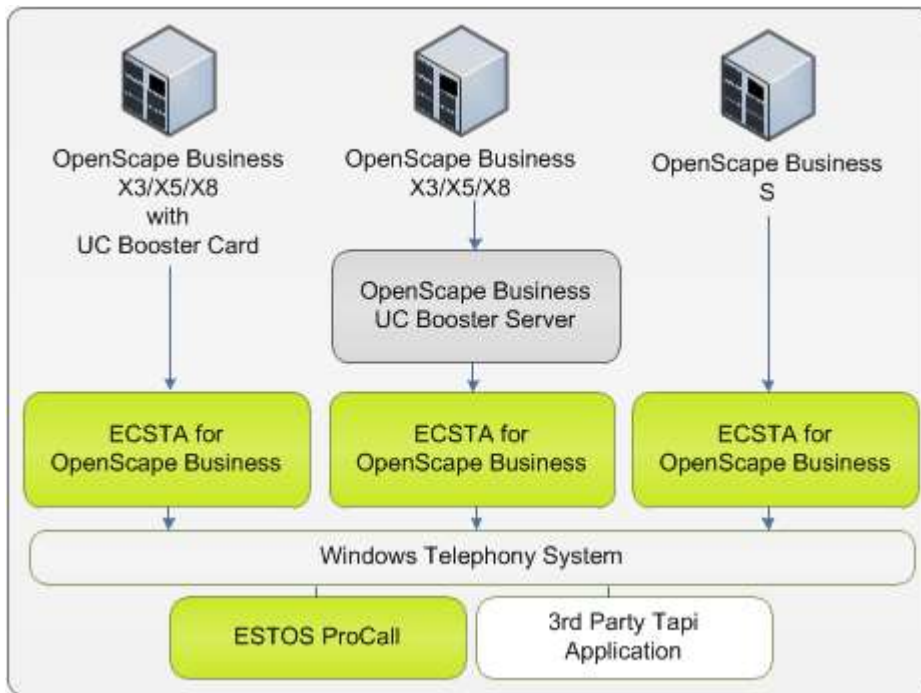 OpenScape Business
X3/X5/X8
with
UC Booster Card
OpenScape Business
X3/X5/X8
OpenScape Business
S
OpenScape Business
UC Booster Server
ECSTA for
OpenScape Business
ECSTA for
OpenScape Business
ECSTA for
OpenScape Business
Windows Telephony System
ESTOS ProCall
3rd Party Tapi
Application